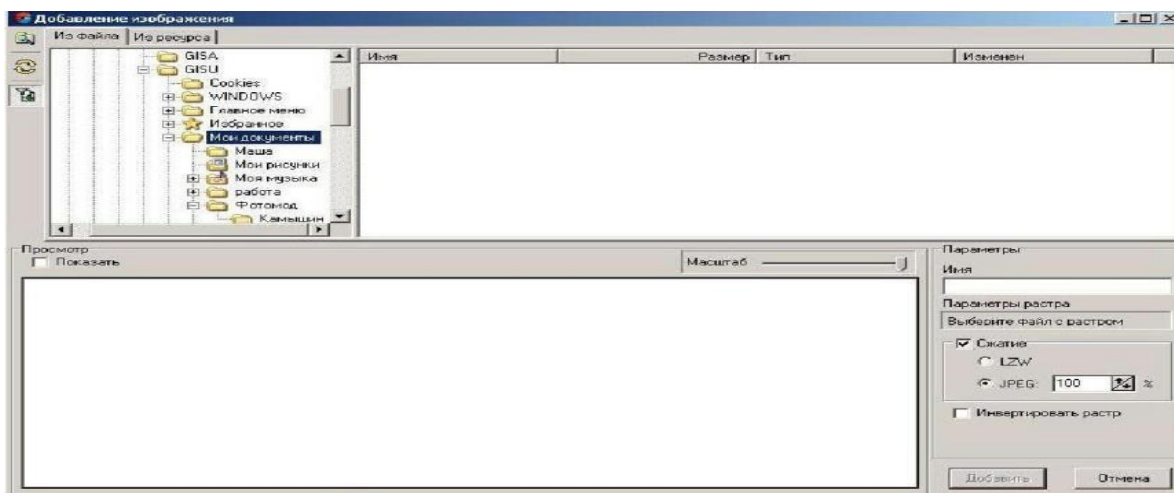 Добавление изображения
Из файла Из ресурса
GISA
GISU
Cookies
WINDOWS
Главное меню
Избранное
Мои документы
Маша
Мои рисунки
Моя музыка
работа
Фотомод
Камышин
Имя Размер Тип Изменен
Просмотр
Показать
Масштаб
Параметры
Имя
Параметры растра
Выберите файл с растром
Сжатие
LZW
JPEG: 100 %
Инвертировать растр
Добавить Отмена